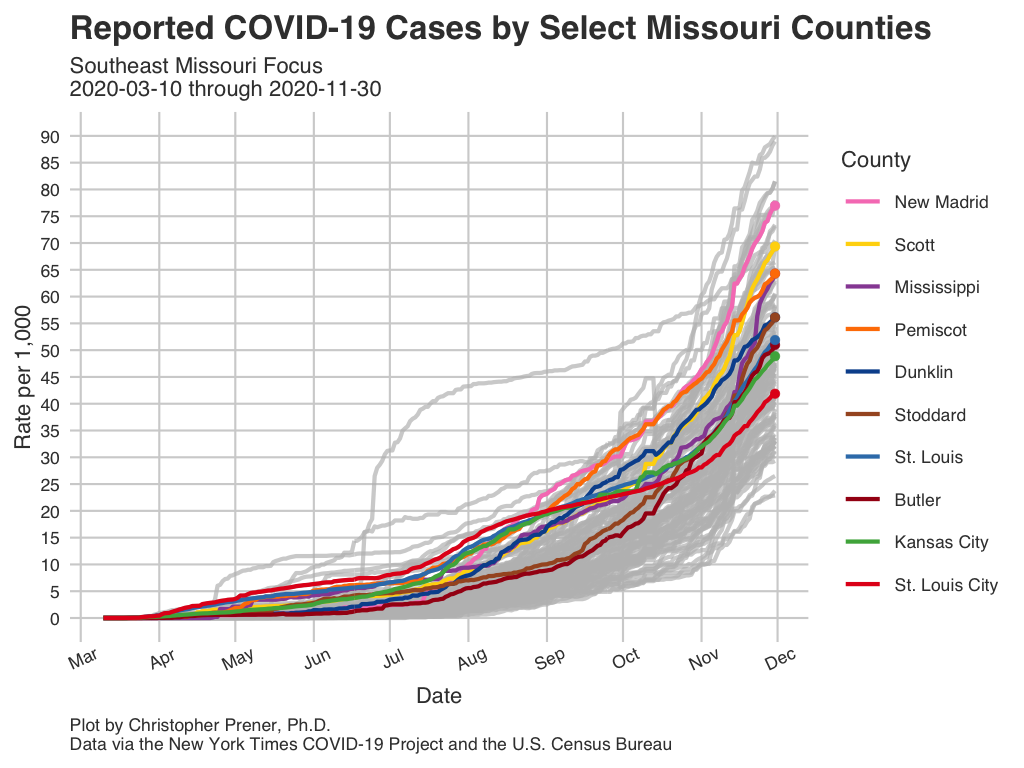 Reported COVID-19 Cases by Select Missouri Counties
Southeast Missouri Focus
2020-03-10 through 2020-11-30
90
85
80
75
70
65
60
55
50
45
40
35
30
25
20
15
10
5
0
Rate per 1,000
Mar
Apr
May
Jun
Jul
Aug
Sep
Oct
Nov
Dec
Date
County
New Madrid
Scott
Mississippi
Pemiscot
Dunklin
Stoddard
St. Louis
Butler
Kansas City
St. Louis City
Plot by Christopher Prener, Ph.D.
Data via the New York Times COVID-19 Project and the U.S. Census Bureau